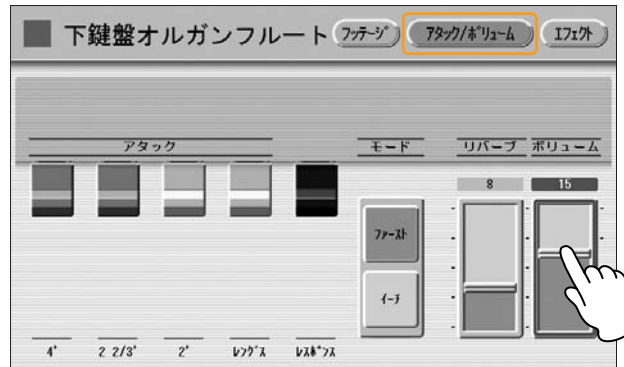 下鍵盤オルガンフルート フッテージ アタック/ボリューム エフェクト
アタック モード リバーブ ボリューム
8 15
ファースト
イーチ
4' 2 2/3' 2' レングス レスポンス